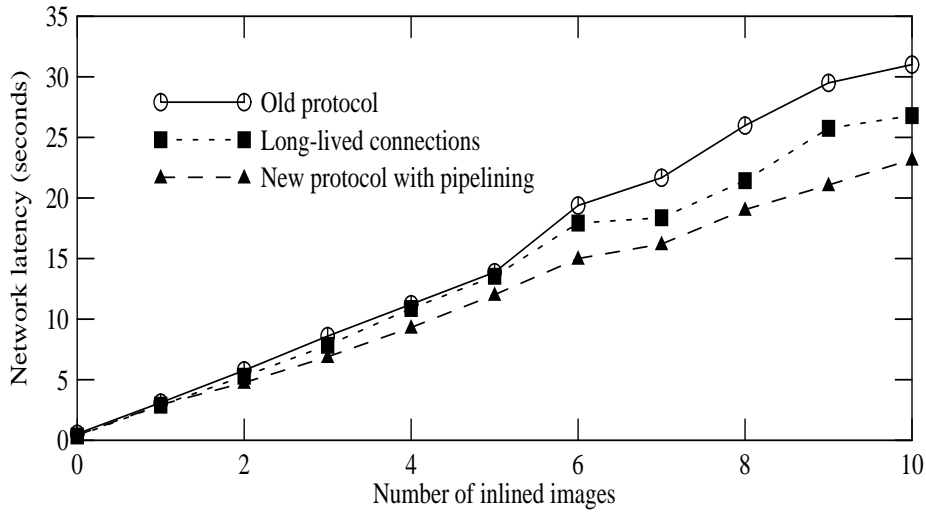 35
30
25
20
15
10
5
0
Network latency (seconds)
Old protocol
Long-lived connections
New protocol with pipelining
0 2 4 6 8 10
Number of inlined images